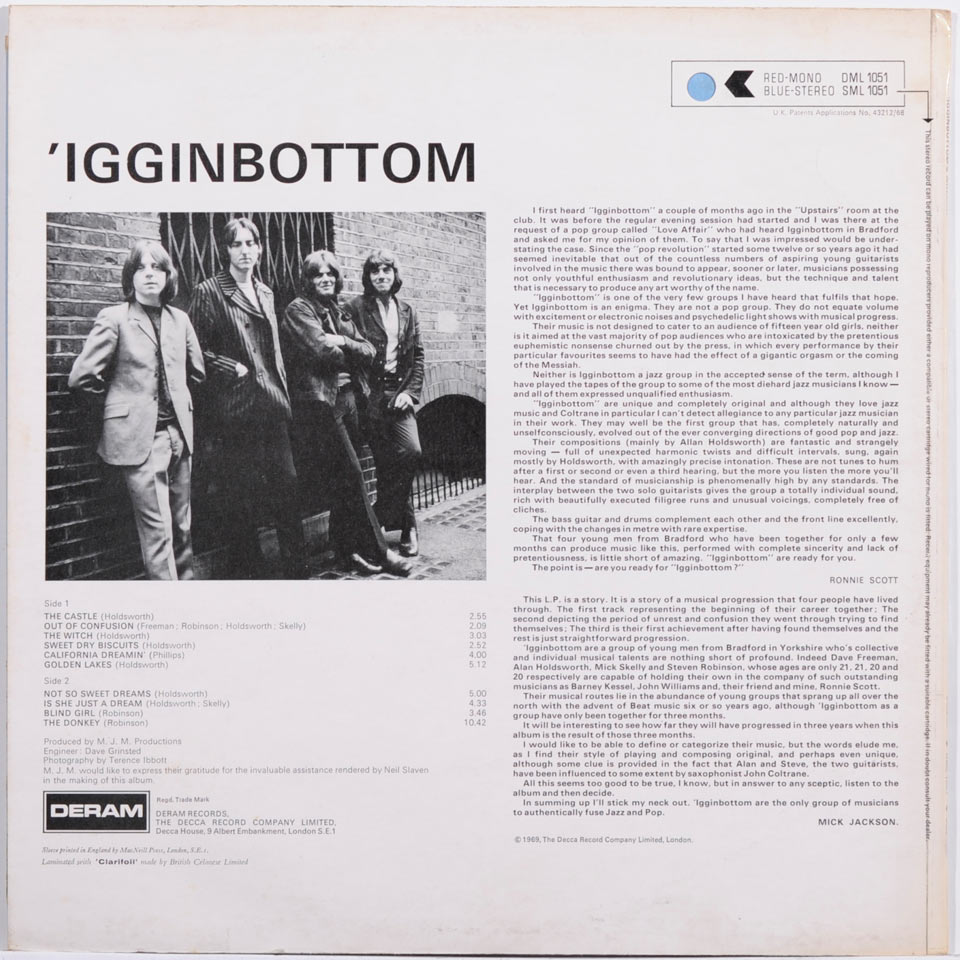 RED-MONO DML 1051
BLUE-STEREO SML 1051
U.K. Patents Applications No. 43212/68
'IGGINBOTTOM
I first heard "Igginbottom" a couple of months ago in the "Upstairs" room at the
club. It was before the regular evening session had started and I was there at the
request of a pop group called "Love Affair" who had heard Igginbottom in Bradford
and asked me for my opinion of them. To say that I was impressed would be under-
stating the case. Since the "pop revolution" started some twelve or so years ago it had
seemed inevitable that out of the countless numbers of aspiring young guitarists
involved in the music there was bound to appear, sooner or later, musicians possessing
not only youthful enthusiasm and revolutionary ideas, but the technique and talent
that is necessary to produce any art worthy of the name.
"Igginbottom" is one of the very few groups I have heard that fulfils that hope.
Yet Igginbottom is an enigma. They are not a pop group. They do not equate volume
with excitement or electronic noises and psychedelic light shows with musical progress.
Their music is not designed to cater to an audience of fifteen year old girls, neither
is it aimed at the vast majority of pop audiences who are intoxicated by the pretentious
euphemistic nonsense churned out by the press, in which every performance by their
particular favourites seems to have had the effect of a gigantic orgasm or the coming
of the Messiah.
Neither is Igginbottom a jazz group in the accepted sense of the term, although I
have played the tapes of the group to some of the most diehard jazz musicians I know —
and all of them expressed unqualified enthusiasm.
"Igginbottom" are unique and completely original and although they love jazz
music and Coltrane in particular I can't detect allegiance to any particular jazz musician
in their work. They may well be the first group that has, completely naturally and
unselfconsciously, evolved out of the ever converging directions of good pop and jazz.
Their compositions (mainly by Allan Holdsworth) are fantastic and strangely
moving — full of unexpected harmonic twists and difficult intervals, sung, again
mostly by Holdsworth, with amazingly precise intonation. These are not tunes to hum
after a first or second or even a third hearing, but the more you listen the more you'll
hear. And the standard of musicianship is phenomenally high by any standards. The
interplay between the two solo guitarists gives the group a totally individual sound,
rich with beautifully executed filigree runs and unusual voicings, completely free of
cliches.
The bass guitar and drums complement each other and the front line excellently,
coping with the changes in metre with rare expertise.
That four young men from Bradford who have been together for only a few
months can produce music like this, performed with complete sincerity and lack of
pretentiousness, is little short of amazing. "Igginbottom" are ready for you.
The point is — are you ready for "Igginbottom?"
RONNIE SCOTT
This L.P. is a story. It is a story of a musical progression that four people have lived
through. The first track representing the beginning of their career together; The
second depicting the period of unrest and confusion they went through trying to find
themselves; The third is their first achievement after having found themselves and the
rest is just straightforward progression.
'Igginbottom are a group of young men from Bradford in Yorkshire who's collective
and individual musical talents are nothing short of profound. Indeed Dave Freeman,
Alan Holdsworth, Mick Skelly and Steven Robinson, whose ages are only 21, 21, 20 and
20 respectively are capable of holding their own in the company of such outstanding
musicians as Barney Kessel, John Williams and, their friend and mine, Ronnie Scott.
Their musical routes lie in the abundance of young groups that sprang up all over the
north with the advent of Beat music six or so years ago, although 'Igginbottom as a
group have only been together for three months.
It will be interesting to see how far they will have progressed in three years when this
album is the result of those three months.
I would like to be able to define or categorize their music, but the words elude me,
as I find their style of playing and composing original, and perhaps even unique,
although some clue is provided in the fact that Alan and Steve, the two guitarists,
have been influenced to some extent by saxophonist John Coltrane.
All this seems too good to be true, I know, but in answer to any sceptic, listen to the
album and then decide.
In summing up I'll stick my neck out. 'Igginbottom are the only group of musicians
to authentically fuse Jazz and Pop.
MICK JACKSON.
© 1969, The Decca Record Company Limited, London.
Side 1
THE CASTLE (Holdsworth) 2.55
OUT OF CONFUSION (Freeman; Robinson; Holdsworth; Skelly) 2.09
THE WITCH (Holdsworth) 3.03
SWEET DRY BISCUITS (Holdsworth) 2.52
CALIFORNIA DREAMIN' (Phillips) 4.00
GOLDEN LAKES (Holdsworth) 5.12
Side 2
NOT SO SWEET DREAMS (Holdsworth) 5.00
IS SHE JUST A DREAM (Holdsworth; Skelly) 4.33
BLIND GIRL (Robinson) 3.46
THE DONKEY (Robinson) 10.42
Produced by M. J. M. Productions
Engineer: Dave Grinsted
Photography by Terence Ibbott
M. J. M. would like to express their gratitude for the invaluable assistance rendered by Neil Slaven
in the making of this album.
DERAM
Regd. Trade Mark
DERAM RECORDS,
THE DECCA RECORD COMPANY LIMITED,
Decca House, 9 Albert Embankment, London S.E.1
Sleeve printed in England by MacNeill Press, London, S.E.1.
Laminated with 'Clarifoil' made by British Celanese Limited
This stereo record can be played on mono reproducers provided either a compatible or stereo cartridge wired for mono is fitted. Recent equipment may already be fitted with a suitable cartridge. If in doubt consult your dealer.